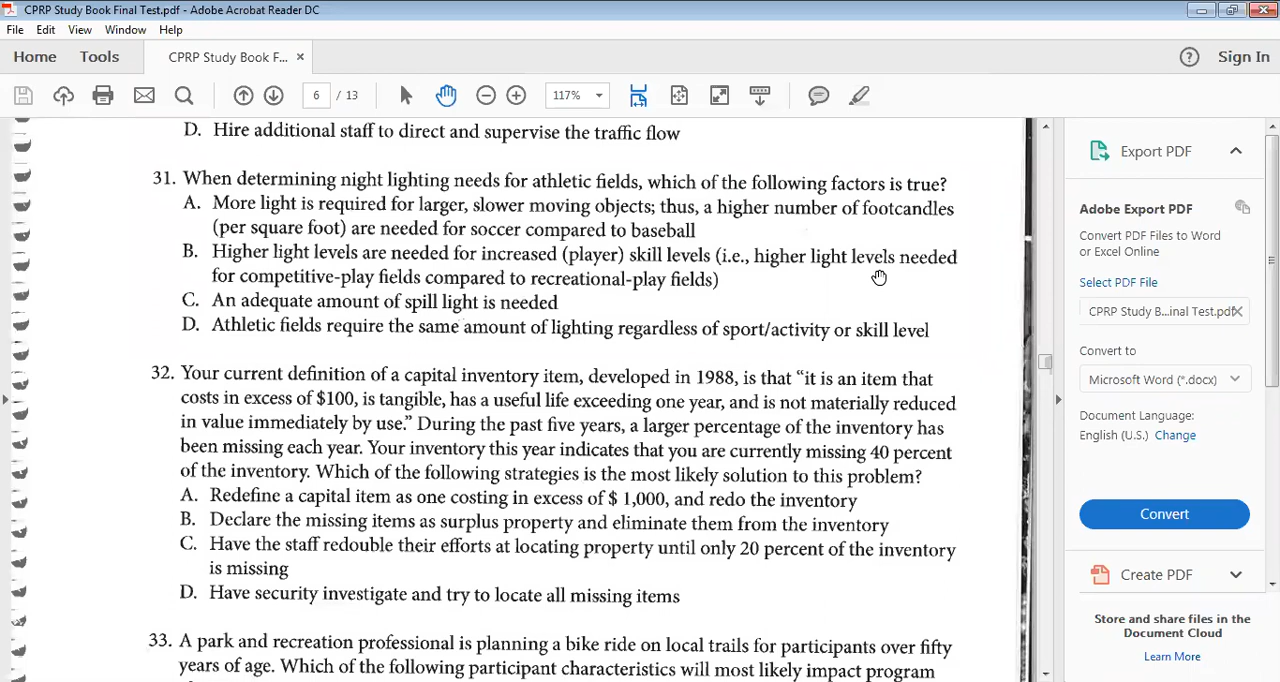 CPRP Study Book Final Test.pdf - Adobe Acrobat Reader DC
File Edit View Window Help
Home Tools CPRP Study Book F... × Sign In
6 / 13 117%
D. Hire additional staff to direct and supervise the traffic flow
31. When determining night lighting needs for athletic fields, which of the following factors is true?
A. More light is required for larger, slower moving objects; thus, a higher number of footcandles
(per square foot) are needed for soccer compared to baseball
B. Higher light levels are needed for increased (player) skill levels (i.e., higher light levels needed
for competitive-play fields compared to recreational-play fields)
C. An adequate amount of spill light is needed
D. Athletic fields require the same amount of lighting regardless of sport/activity or skill level
32. Your current definition of a capital inventory item, developed in 1988, is that "it is an item that
costs in excess of $100, is tangible, has a useful life exceeding one year, and is not materially reduced
in value immediately by use." During the past five years, a larger percentage of the inventory has
been missing each year. Your inventory this year indicates that you are currently missing 40 percent
of the inventory. Which of the following strategies is the most likely solution to this problem?
A. Redefine a capital item as one costing in excess of $ 1,000, and redo the inventory
B. Declare the missing items as surplus property and eliminate them from the inventory
C. Have the staff redouble their efforts at locating property until only 20 percent of the inventory
is missing
D. Have security investigate and try to locate all missing items
33. A park and recreation professional is planning a bike ride on local trails for participants over fifty
years of age. Which of the following participant characteristics will most likely impact program
Export PDF
Adobe Export PDF
Convert PDF Files to Word
or Excel Online
Select PDF File
CPRP Study B...inal Test.pdf
Convert to
Microsoft Word (*.docx)
Document Language:
English (U.S.) Change
Convert
Create PDF
Store and share files in the
Document Cloud
Learn More